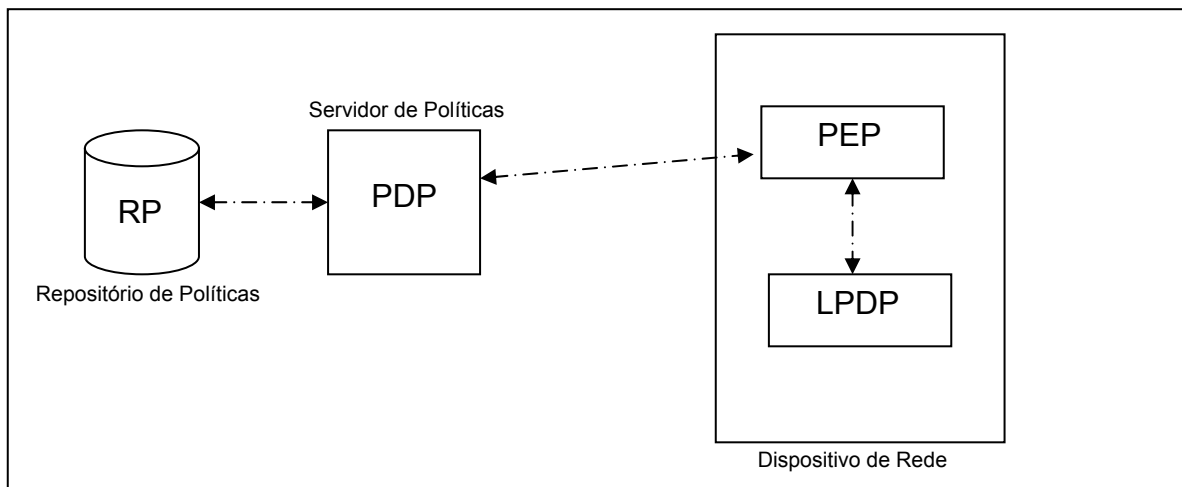 Servidor de Políticas
PEP
PDP
RP
Repositório de Políticas
LPDP
Dispositivo de Rede